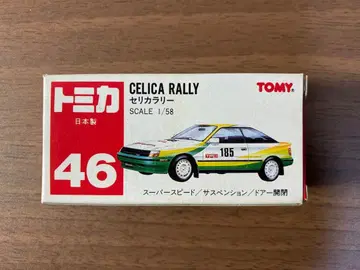 トミカ
日本製
46
CELICA RALLY
セリカラリー
SCALE 1/58
TOMY.
185
スーパースピード/サスペンション/ドアー開閉